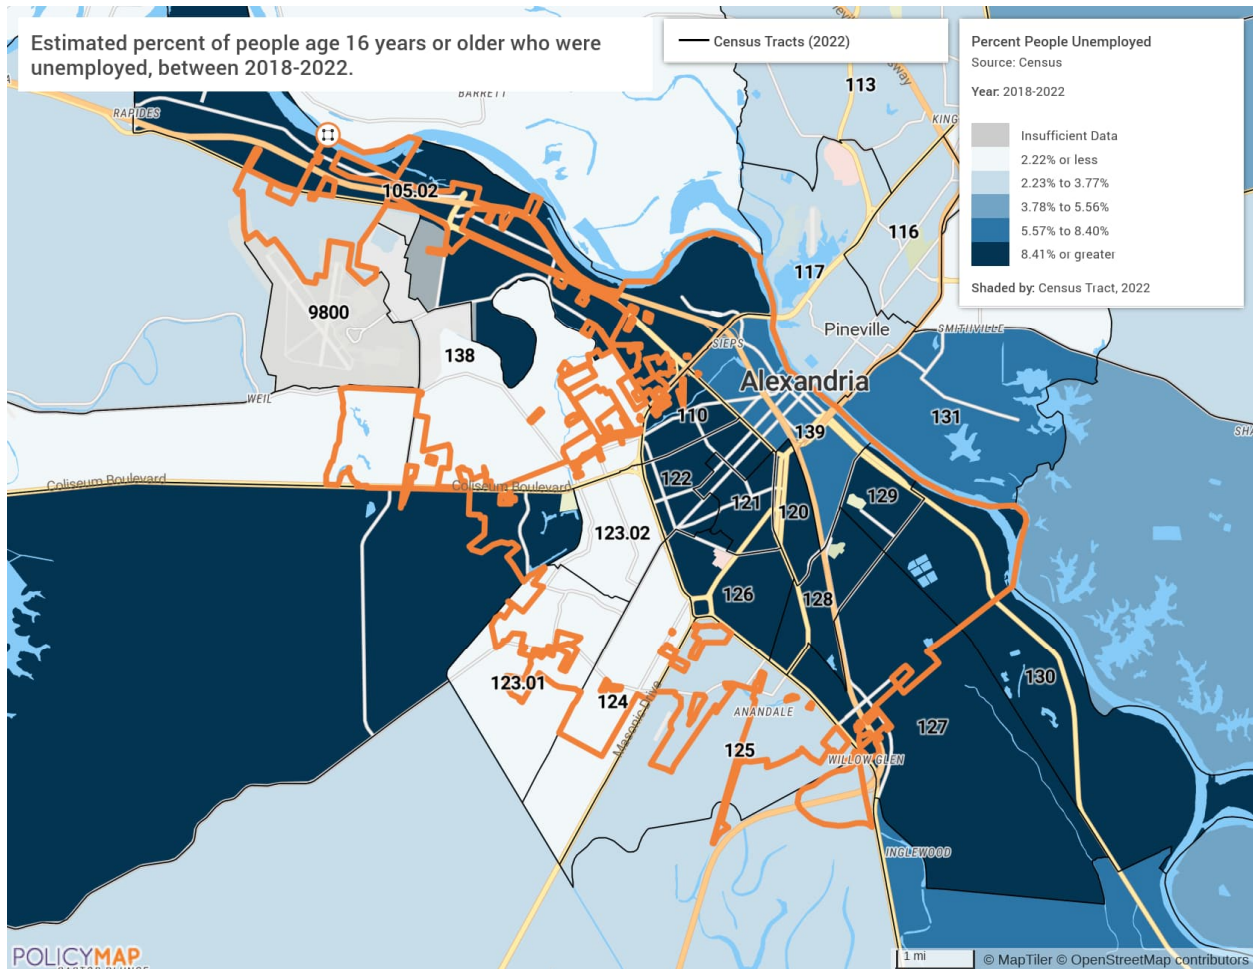 Estimated percent of people age 16 years or older who were
unemployed, between 2018-2022.
Census Tracts (2022)
Percent People Unemployed
Source: Census
Year: 2018-2022
Insufficient Data
2.22% or less
2.23% to 3.77%
3.78% to 5.56%
5.57% to 8.40%
8.41% or greater
Shaded by: Census Tract, 2022
BARRETT
RAPIDES
113
KING
105.02
116
117
9800
138
Pineville
SMITHVILLE
SIEPS
Alexandria
WEIL
110
139
131
SHA
Coliseum Boulevard
Coliseum Boulevard
122
121
120
129
123.02
126
128
123.01
124
Masonic Drive
ANANDALE
125
130
127
WILLOW GLEN
INGLEWOOD
POLICYMAP
1 mi
© MapTiler © OpenStreetMap contributors